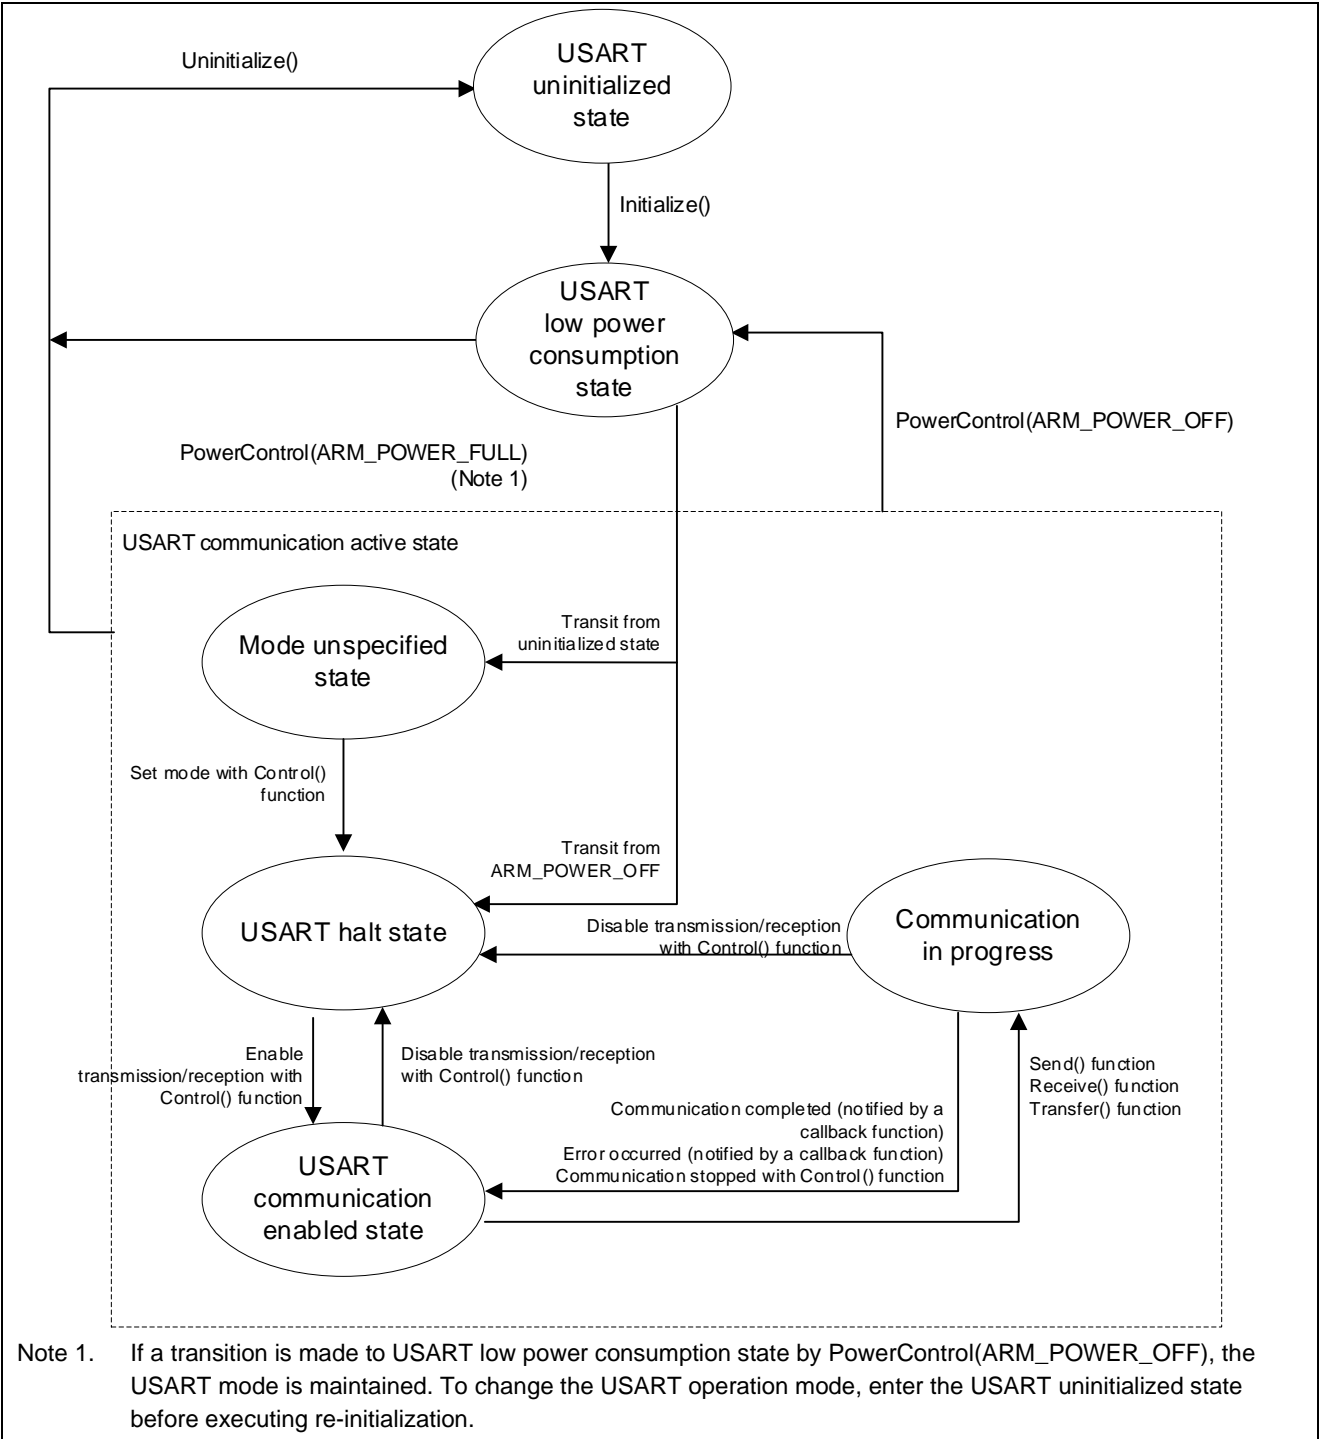 Uninitialize()
USART
uninitialized
state
Initialize()
USART
low power
consumption
state
PowerControl(ARM_POWER_OFF)
PowerControl(ARM_POWER_FULL)
(Note 1)
USART communication active state
Transit from
uninitialized state
Mode unspecified
state
Set mode with Control()
function
Transit from
ARM_POWER_OFF
USART halt state
Disable transmission/reception
with Control() function
Communication
in progress
Enable
transmission/reception with
Control() function
Disable transmission/reception
with Control() function
Send() function
Receive() function
Transfer() function
Communication completed (notified by a
callback function)
Error occurred (notified by a callback function)
Communication stopped with Control() function
USART
communication
enabled state
Note 1. If a transition is made to USART low power consumption state by PowerControl(ARM_POWER_OFF), the
USART mode is maintained. To change the USART operation mode, enter the USART uninitialized state
before executing re-initialization.